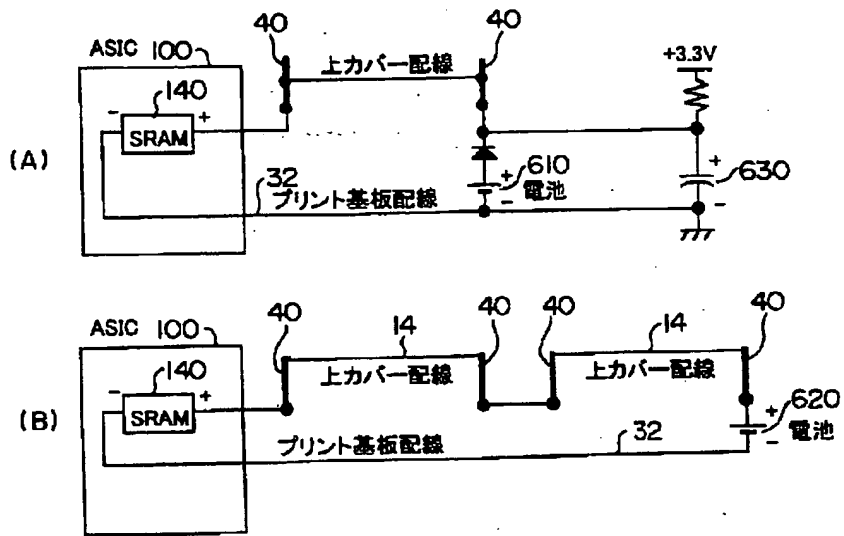 ASIC 100
40
40
上カバー配線
+3.3V
140
- SRAM +
(A)
32
プリント基板配線
+ 610
電池
-
+
630
-
ASIC 100
40
14
40
40
14
40
上カバー配線
上カバー配線
140
- SRAM +
(B)
プリント基板配線
32
+ 620
- 電池